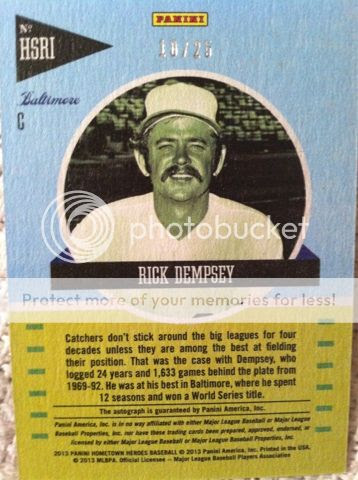 PANINI
Nº
HSRI
18/25
Baltimore
C
photobucket
RICK DEMPSEY
Protect more of your memories for less!
Catchers don't stick around the big leagues for four
decades unless they are among the best at fielding
their position. That was the case with Dempsey, who
logged 24 years and 1,633 games behind the plate from
1969-92. He was at his best in Baltimore, where he spent
12 seasons and won a World Series title.
The autograph is guaranteed by Panini America, Inc.
Panini America, Inc. is in no way affiliated with either Major League Baseball or Major League
Baseball Properties, Inc. nor have these trading cards been prepared, approved, endorsed, or
licensed by either Major League Baseball or Major League Baseball Properties, Inc.
2013 PANINI HOMETOWN HEROES BASEBALL © 2013 Panini America, Inc. Printed in the USA.
© 2013 MLBPA. Official Licensee – Major League Baseball Players Association